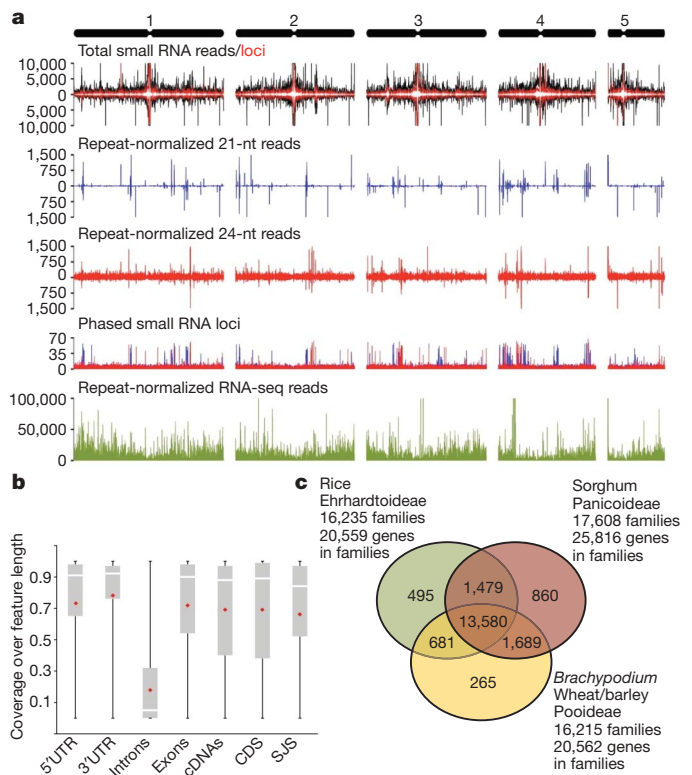 a
1 2 3 4 5
Total small RNA reads/loci
10,000
5,000
0
5,000
10,000
Repeat-normalized 21-nt reads
1,500
750
0
750
1,500
Repeat-normalized 24-nt reads
1,500
750
0
750
1,500
Phased small RNA loci
70
35
0
Repeat-normalized RNA-seq reads
100,000
50,000
0
b
Coverage over feature length
0.9
0.7
0.5
0.3
0.1
5'UTR
3'UTR
Introns
Exons
cDNAs
CDS
SJS
c
Rice
Ehrhardtoideae
16,235 families
20,559 genes
in families
Sorghum
Panicoideae
17,608 families
25,816 genes
in families
495
1,479
860
13,580
681
1,689
265
Brachypodium
Wheat/barley
Pooideae
16,215 families
20,562 genes
in families